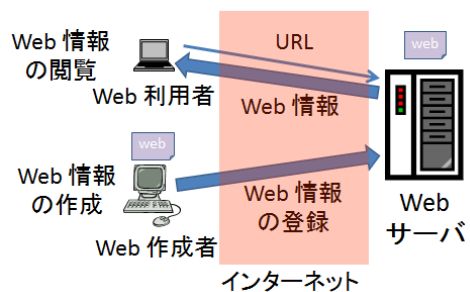 Web 情報
の閲覧
Web 利用者
URL
Web 情報
web
web
Web 情報
の作成
Web 作成者
Web 情報
の登録
Web
サーバ
インターネット